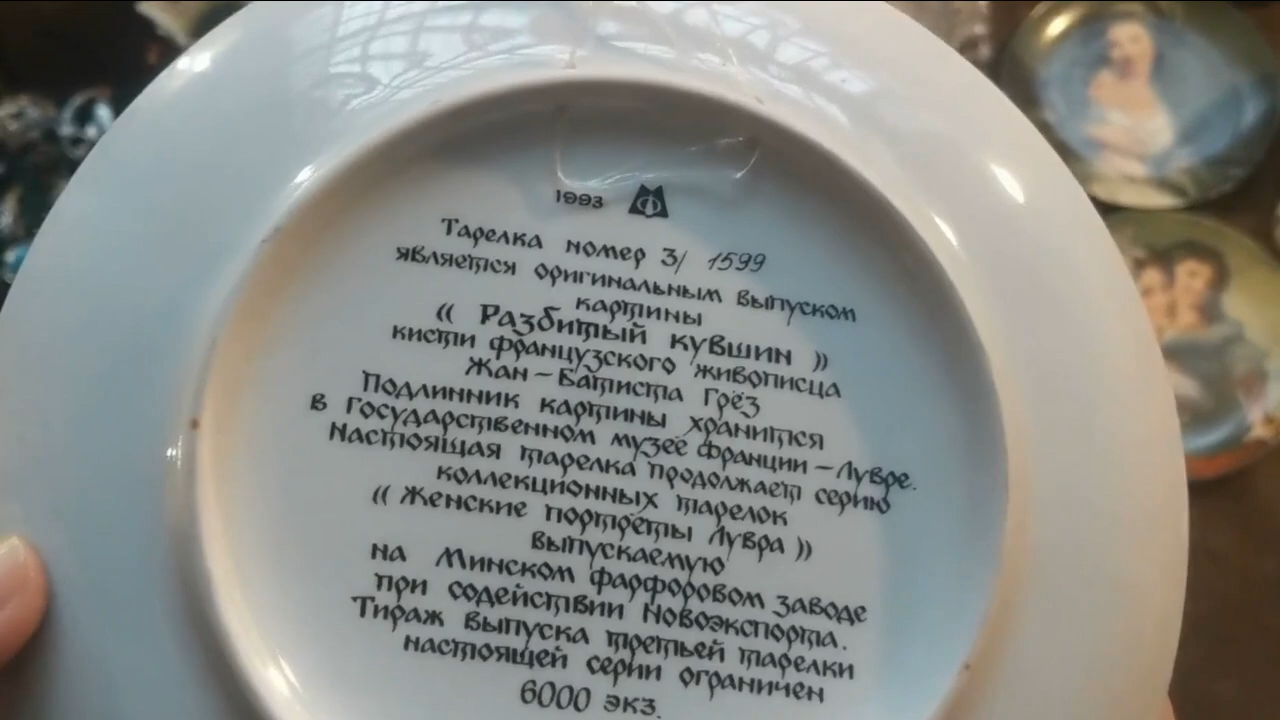 1993
Тарелка номер 3/ 1599
является оригинальным выпуском
картины
« Разбитый кувшин »
кисти французского живописца
Жан – Батиста Грёз
Подлинник картины хранится
в Государственном музее Франции – Лувре.
Настоящая тарелка продолжает серию
коллекционных тарелок
« Женские портреты Лувра »
выпускаемую
на Минском фарфоровом заводе
при содействии Новоэкспорта.
Тираж выпуска третьей тарелки
настоящей серии ограничен
6000 экз.